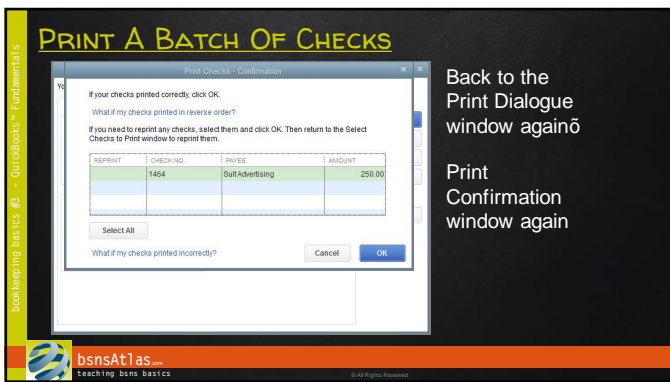 PRINT A BATCH OF CHECKS
bookkeeping basics #3 - QuickBooks™ Fundamentals
Print Checks - Confirmation
Yo
If your checks printed correctly, click OK.
What if my checks printed in reverse order?
If you need to reprint any checks, select them and click OK. Then return to the Select
Checks to Print window to reprint them.
REPRINT CHECK NO. PAYEE AMOUNT
1464 Sult Advertising 250.00
Select All
What if my checks printed incorrectly?
Cancel OK
Back to the
Print Dialogue
window againõ
Print
Confirmation
window again
bsnsAtlas.com
teaching bsns basics
© All Rights Reserved